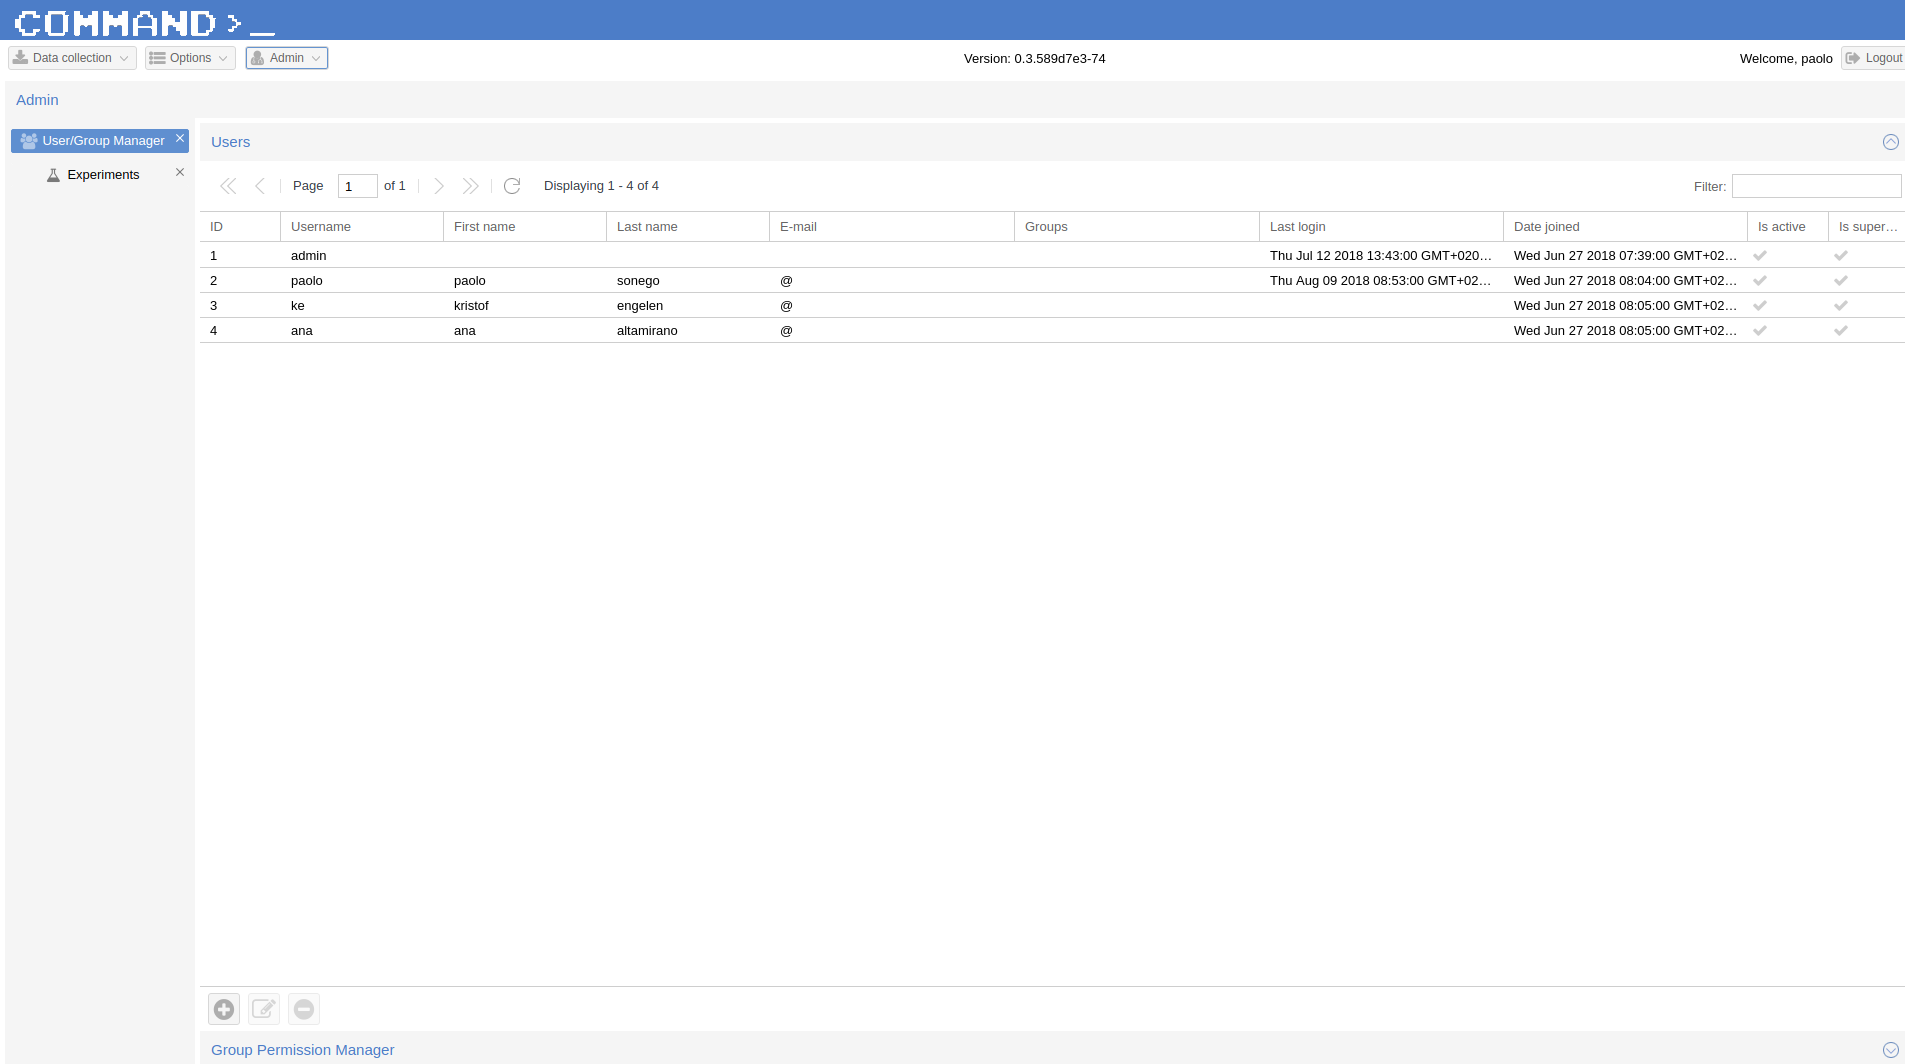 COMMAND>_
Data collection Options Admin Version: 0.3.589d7e3-74 Welcome, paolo Logout
Admin
User/Group Manager
Experiments
Users
Page 1 of 1 Displaying 1 - 4 of 4 Filter:
ID Username First name Last name E-mail Groups Last login Date joined Is active Is super…
1 admin Thu Jul 12 2018 13:43:00 GMT+020… Wed Jun 27 2018 07:39:00 GMT+02…
2 paolo paolo sonego @ Thu Aug 09 2018 08:53:00 GMT+02… Wed Jun 27 2018 08:04:00 GMT+02…
3 ke kristof engelen @ Wed Jun 27 2018 08:05:00 GMT+02…
4 ana ana altamirano @ Wed Jun 27 2018 08:05:00 GMT+02…
Group Permission Manager